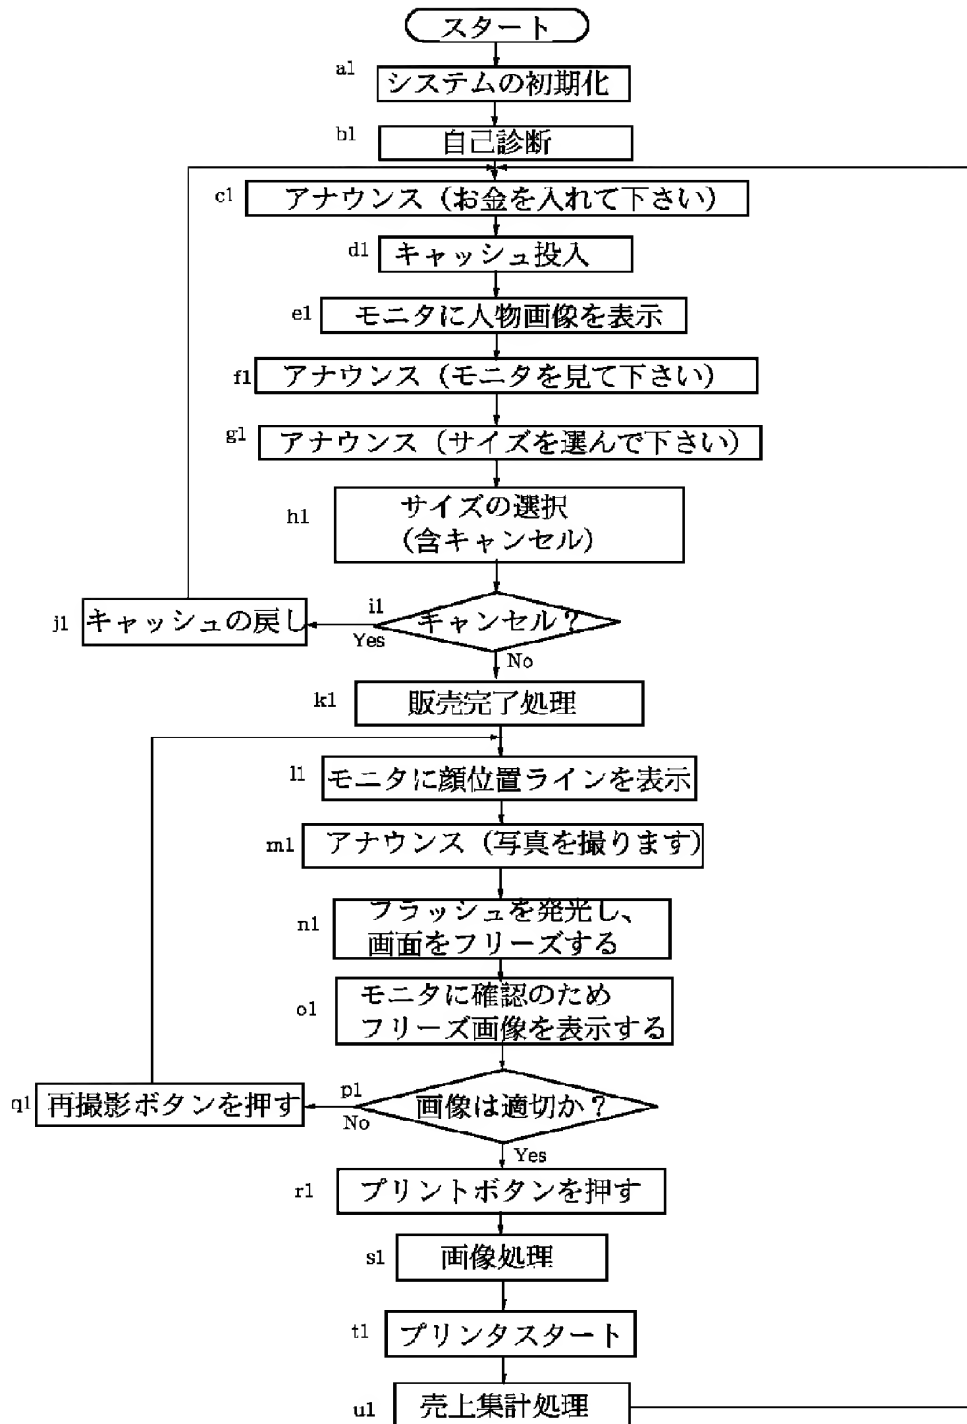 スタート
a1
システムの初期化
b1
自己診断
c1
アナウンス（お金を入れて下さい）
d1
キャッシュ投入
e1
モニタに人物画像を表示
f1
アナウンス（モニタを見て下さい）
g1
アナウンス（サイズを選んで下さい）
h1
サイズの選択
（含キャンセル）
i1
キャンセル？
Yes
No
j1
キャッシュの戻し
k1
販売完了処理
l1
モニタに顔位置ラインを表示
m1
アナウンス（写真を撮ります）
n1
フラッシュを発光し、
画面をフリーズする
o1
モニタに確認のため
フリーズ画像を表示する
p1
画像は適切か？
No
Yes
q1
再撮影ボタンを押す
r1
プリントボタンを押す
s1
画像処理
t1
プリンタスタート
u1
売上集計処理